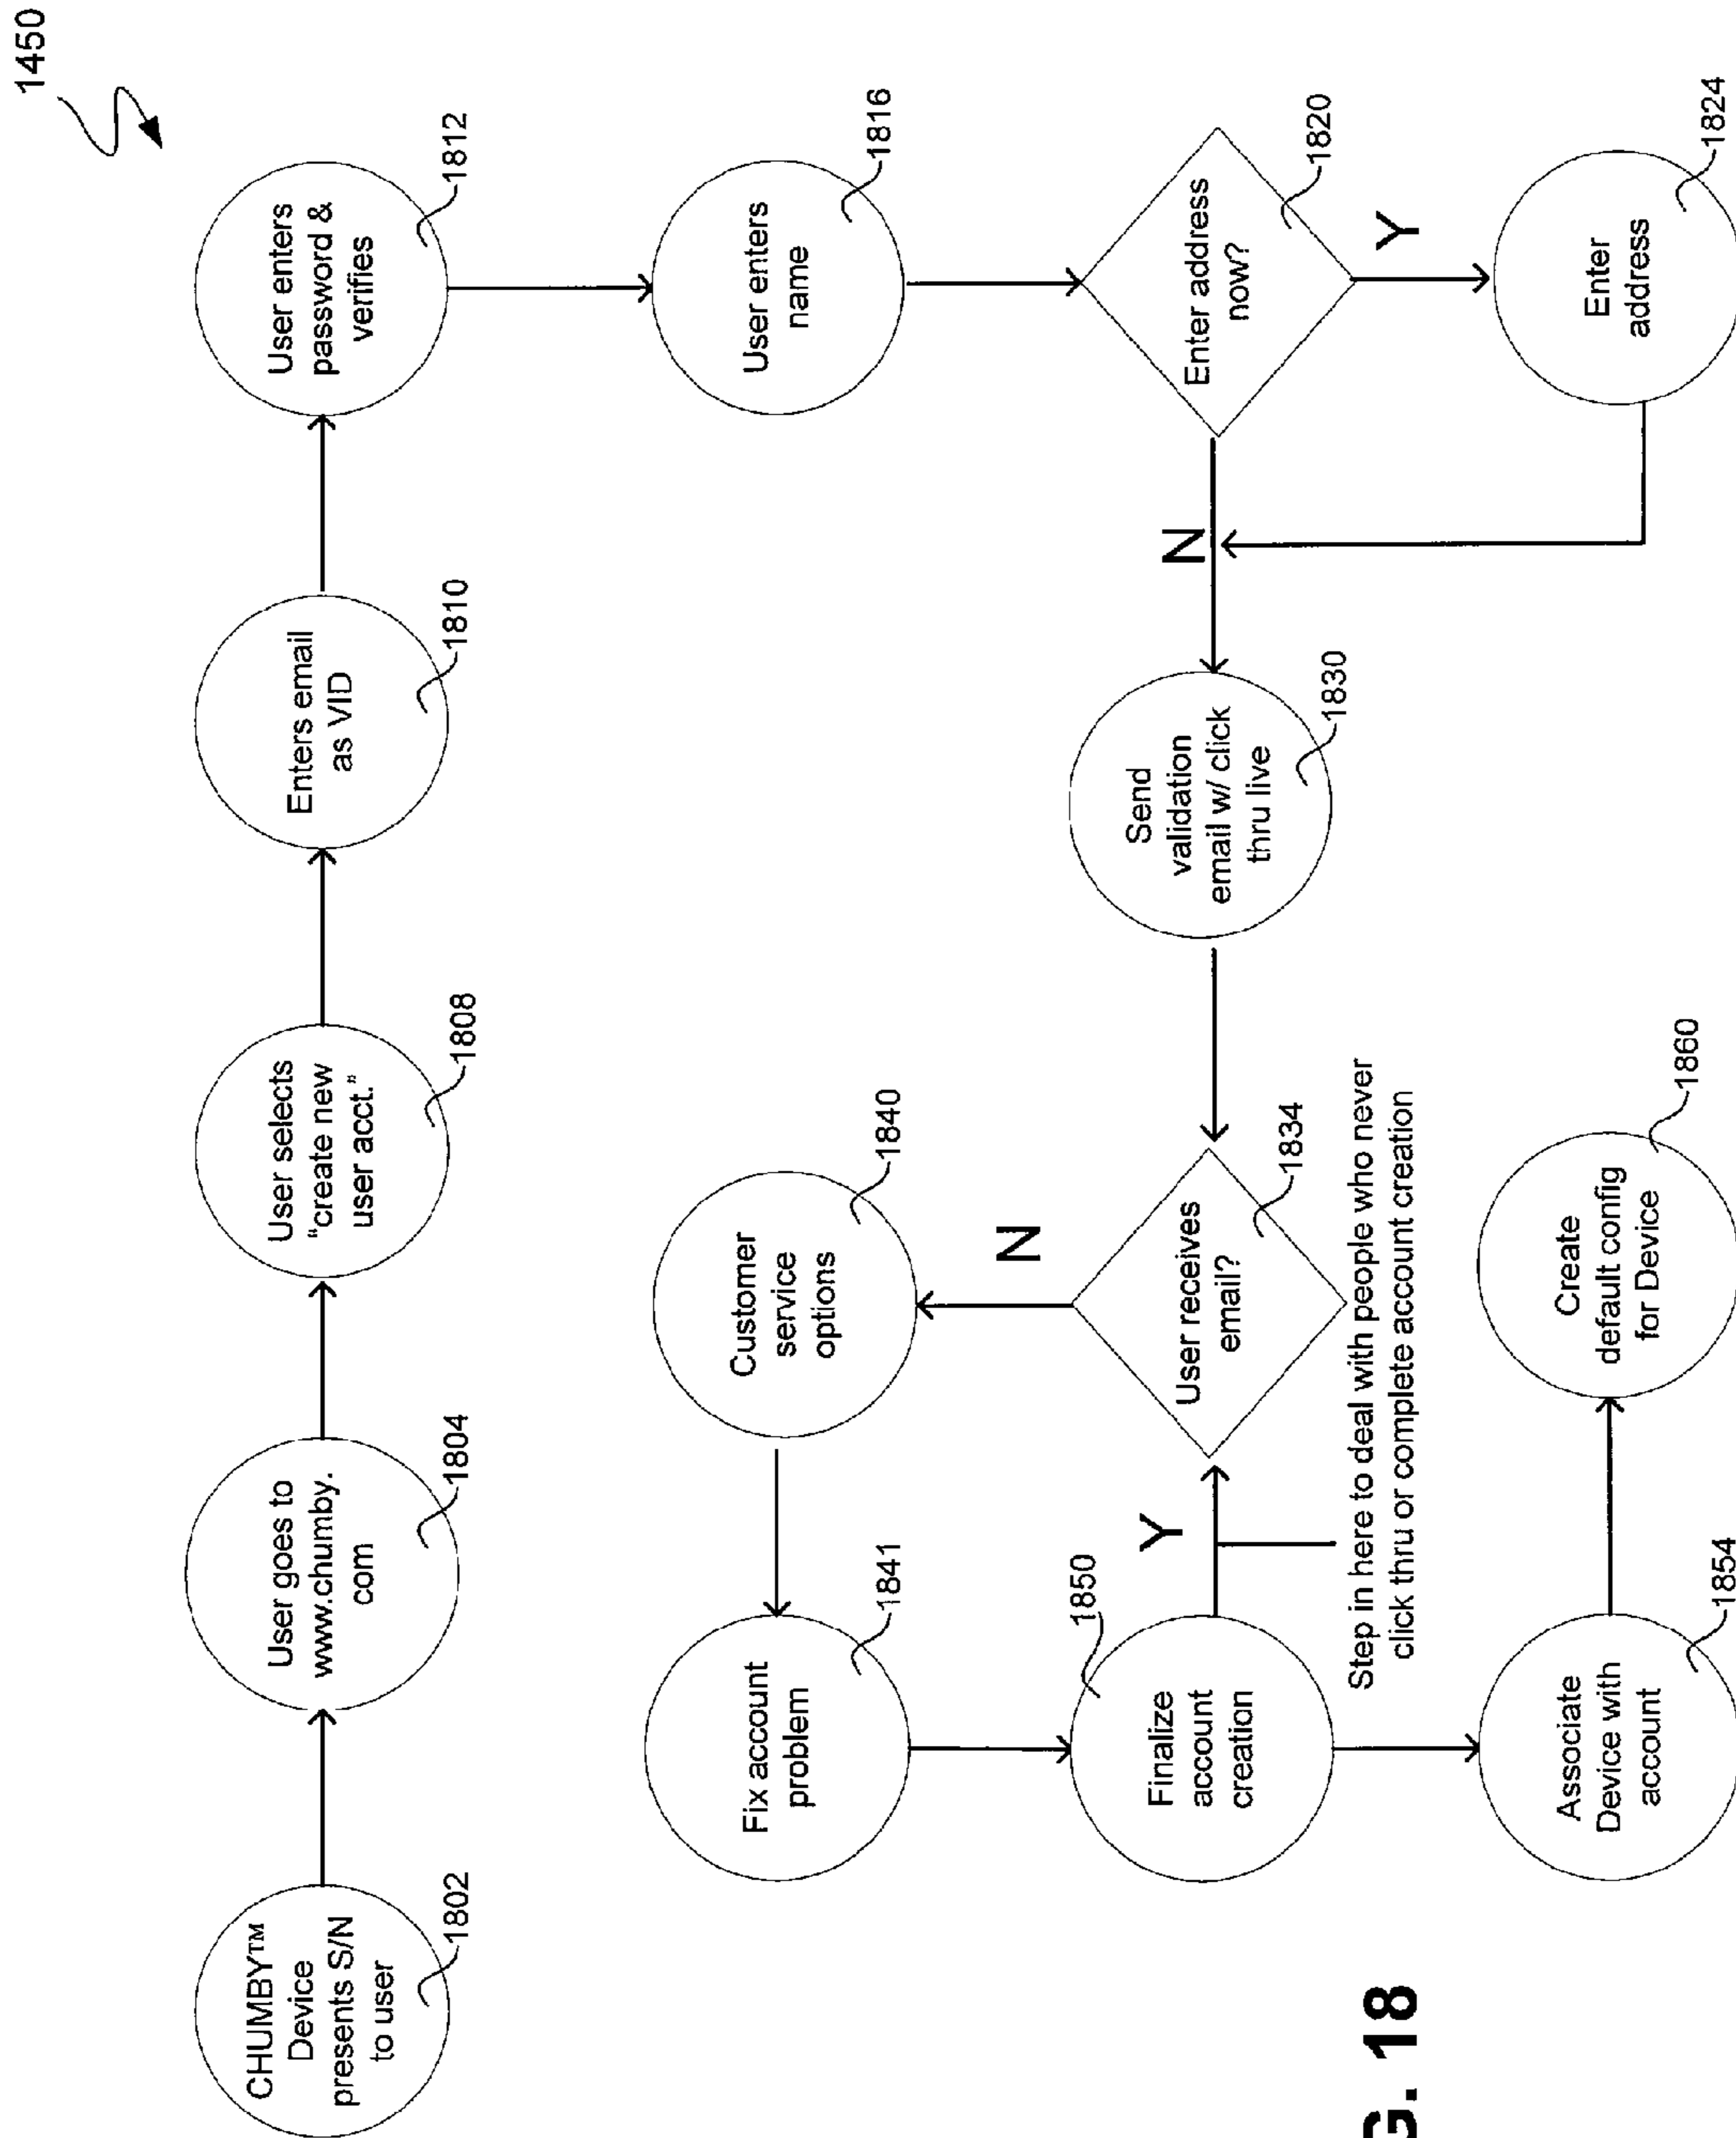 1450
CHUMBY™
Device
presents S/N
to user
1802
User goes to
www.chumby.
com
1804
User selects
“create new
user acct.”
1808
Enters email
as VID
1810
User enters
password &
verifies
1812
User enters
name
1816
Enter address
now?
1820
Y
Enter
address
1824
N
Send
validation
email w/ click
thru live
1830
User receives
email?
1834
N
Customer
service
options
1840
Fix account
problem
1841
Y
Finalize
account
creation
1850
Step in here to deal with people who never
click thru or complete account creation
Associate
Device with
account
1854
Create
default config
for Device
1860
G. 18